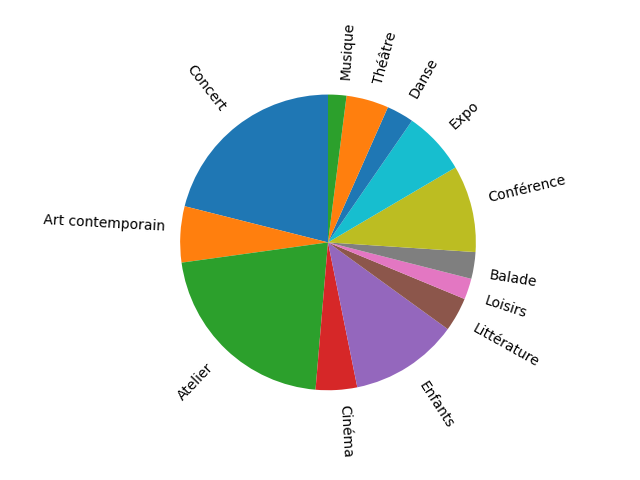 Musique
Théâtre
Danse
Expo
Conférence
Balade
Loisirs
Littérature
Enfants
Cinéma
Atelier
Art contemporain
Concert